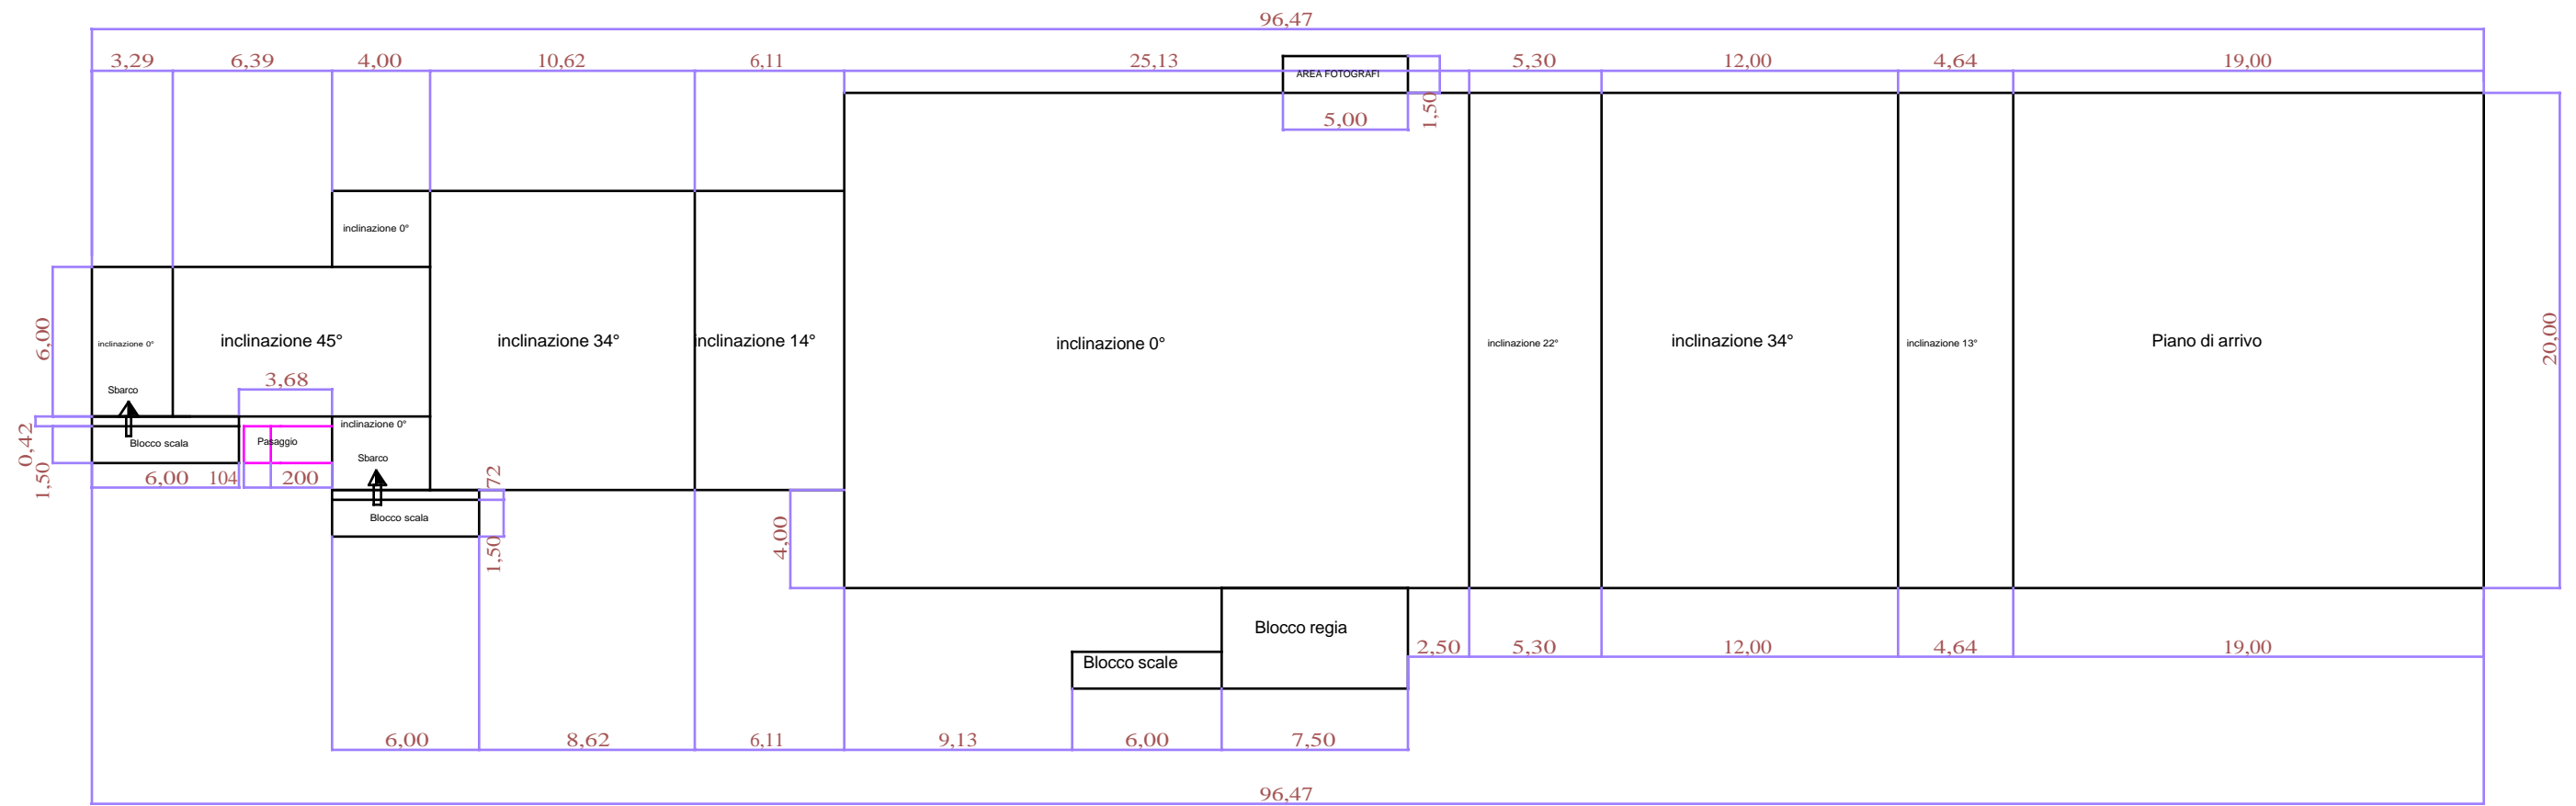 96,47
3,29 6,39 4,00 10,62 6,11 25,13 5,30 12,00 4,64 19,00
AREA FOTOGRAFI
1,50
5,00
inclinazione 0°
inclinazione 0°
inclinazione 45°
inclinazione 34°
inclinazione 14°
inclinazione 0°
inclinazione 22°
inclinazione 34°
inclinazione 13°
Piano di arrivo
20,00
6,00
3,68
Sbarco
inclinazione 0°
0,42
Blocco scala
Pasaggio
Sbarco
1,50
6,00 104 200
72
Blocco scala
1,50
4,00
Blocco regia
Blocco scale
2,50 5,30 12,00 4,64 19,00
6,00 8,62 6,11 9,13 6,00 7,50
96,47